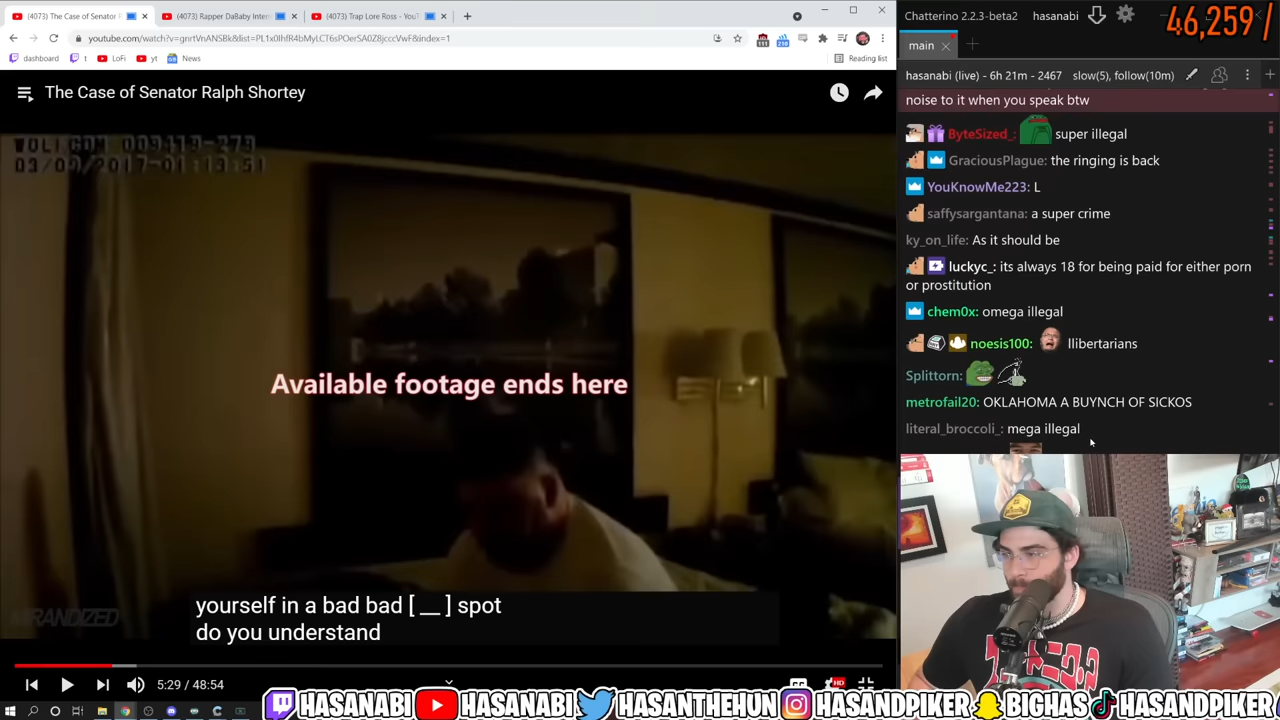 (4073) The Case of Senator R
(4073) Rapper DaBaby Inter
(4073) Trap Lore Ross - You
youtube.com/watch?v=gnrtVnANSBk&list=PL1x0IhfR4bMyLCT6sPOerSA0Z8jcccVwF&index=1
dashboard
t
LoFi
yt
News
Reading list
The Case of Senator Ralph Shortey
Available footage ends here
yourself in a bad bad [ __ ] spot
do you understand
5:29 / 48:54
HD
Chatterino 2.2.3-beta2
hasanabi
46,259 /
main
hasanabi (live) - 6h 21m - 2467
slow(5), follow(10m)
noise to it when you speak btw
ByteSized_: super illegal
GraciousPlague: the ringing is back
YouKnowMe223: L
saffysargantana: a super crime
ky_on_life: As it should be
luckyc_: its always 18 for being paid for either porn
or prostitution
chem0x: omega illegal
noesis100: llibertarians
Splittorn:
metrofail20: OKLAHOMA A BUYNCH OF SICKOS
literal_broccoli_: mega illegal
HASANABI
HASANABI
HASANTHEHUN
HASANDPIKER
BIGHAS
HASANDPIKER